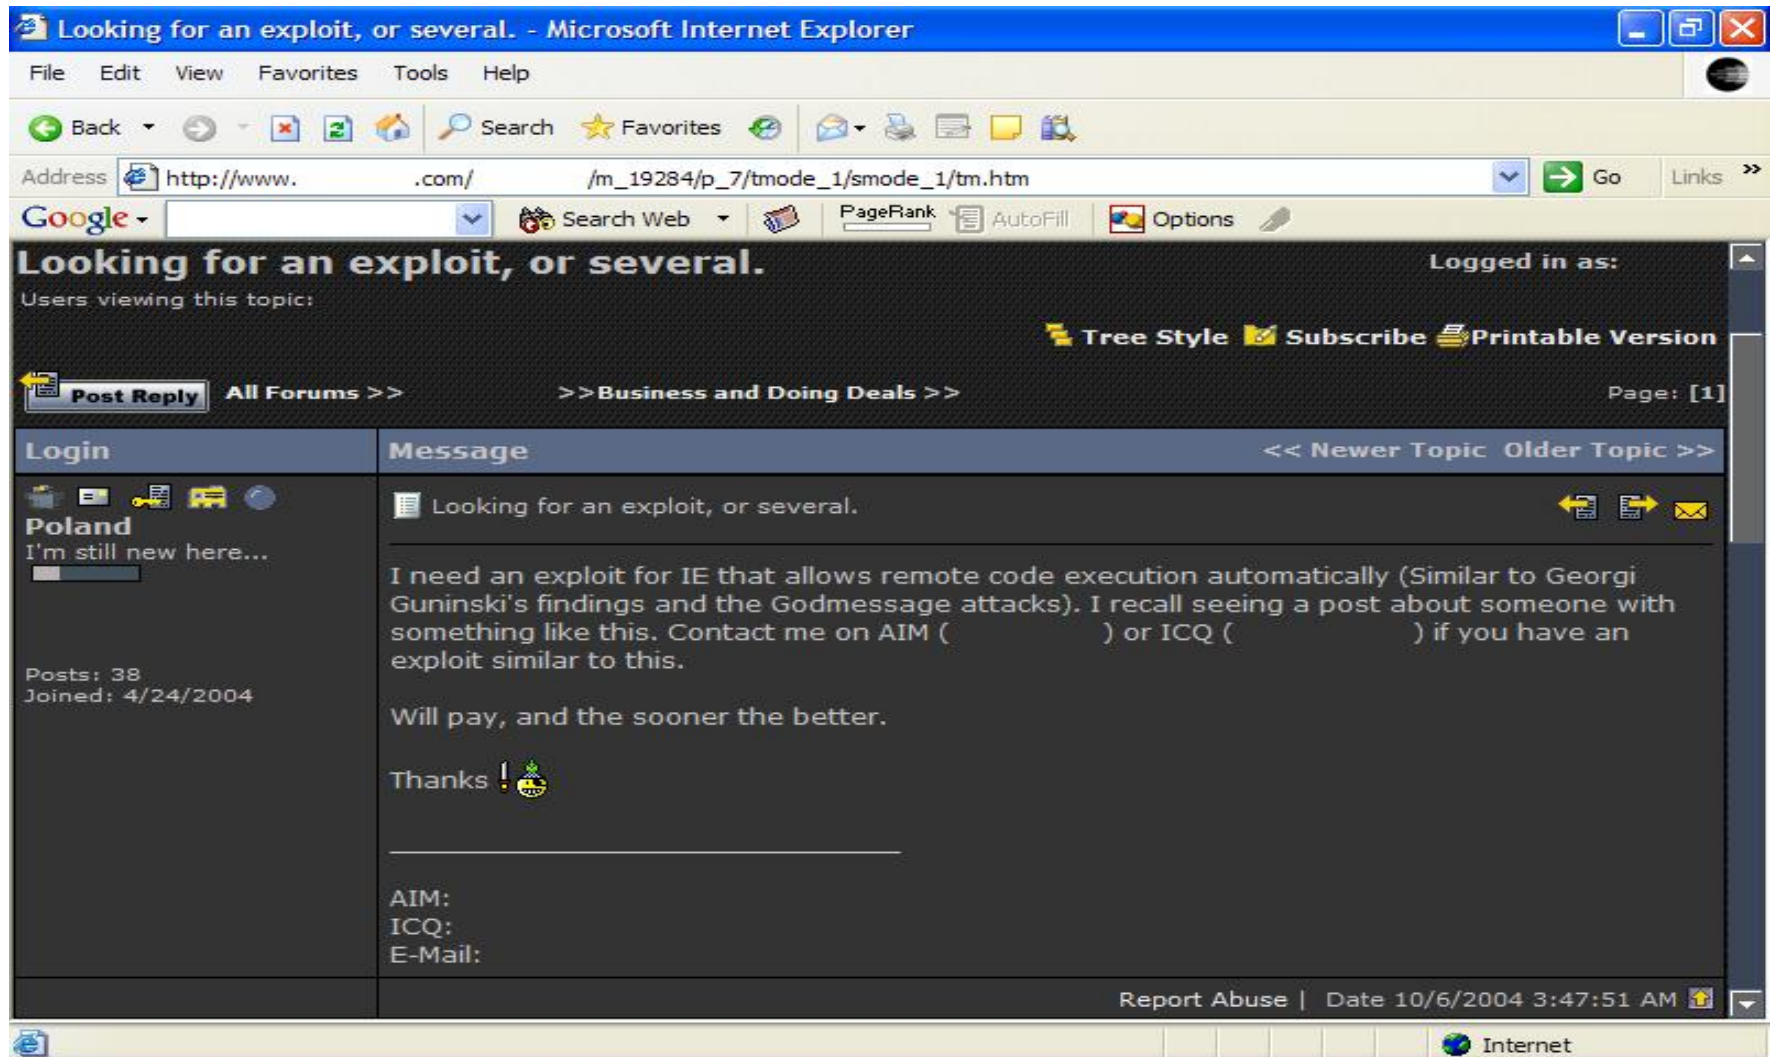 Looking for an exploit, or several. - Microsoft Internet Explorer
File Edit View Favorites Tools Help
Back Search Favorites
Address http://www. .com/ /m_19284/p_7/tmode_1/smode_1/tm.htm Go Links »
Google Search Web PageRank AutoFill Options
Looking for an exploit, or several. Logged in as:
Users viewing this topic:
Tree Style Subscribe Printable Version
Post Reply All Forums >> >>Business and Doing Deals >> Page: [1]
Login Message << Newer Topic Older Topic >>
Looking for an exploit, or several.
Poland
I'm still new here...
Posts: 38
Joined: 4/24/2004
I need an exploit for IE that allows remote code execution automatically (Similar to Georgi
Guninski's findings and the Godmessage attacks). I recall seeing a post about someone with
something like this. Contact me on AIM ( ) or ICQ ( ) if you have an
exploit similar to this.
Will pay, and the sooner the better.
Thanks
AIM:
ICQ:
E-Mail:
Report Abuse | Date 10/6/2004 3:47:51 AM
Internet